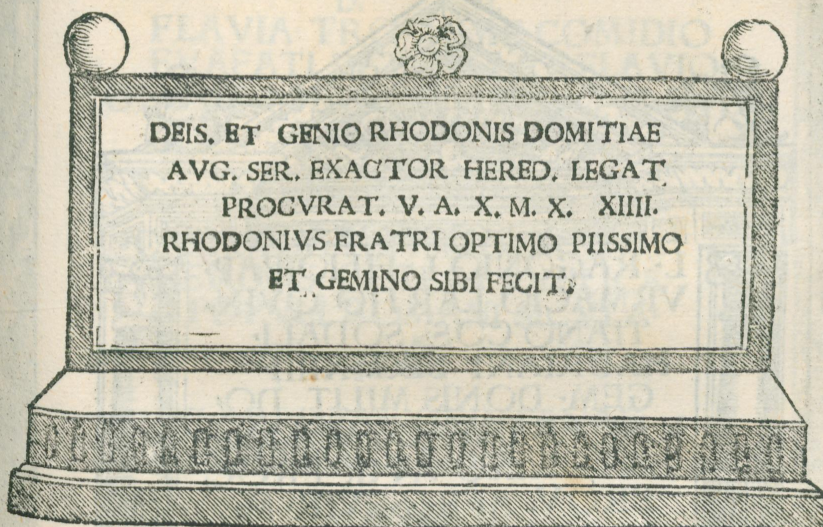 DEIS. ET GENIO RHODONIS DOMITIAE
AVG. SER. EXACTOR HERED. LEGAT
PROCVRAT. V. A. X. M. X. XIIII.
RHODONIVS FRATRI OPTIMO PIISSIMO
ET GEMINO SIBI FECIT.